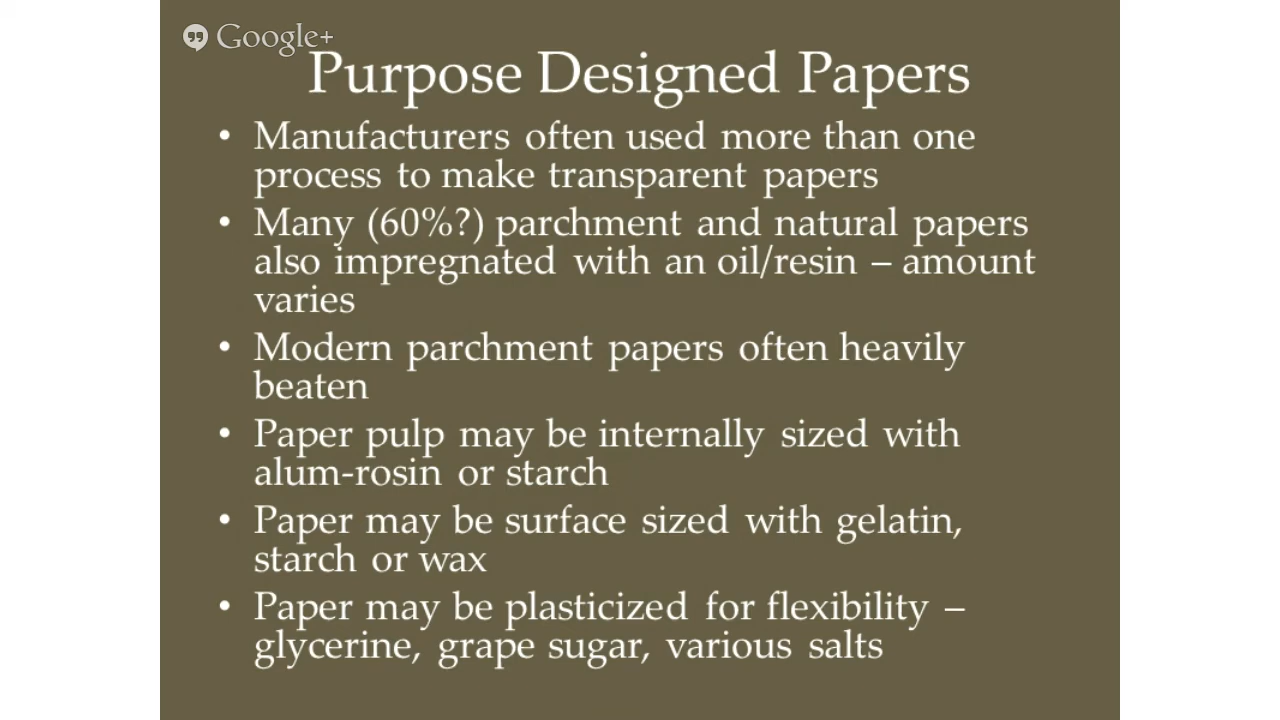 Google+
Purpose Designed Papers
• Manufacturers often used more than one
process to make transparent papers
• Many (60%?) parchment and natural papers
also impregnated with an oil/resin – amount
varies
• Modern parchment papers often heavily
beaten
• Paper pulp may be internally sized with
alum-rosin or starch
• Paper may be surface sized with gelatin,
starch or wax
• Paper may be plasticized for flexibility –
glycerine, grape sugar, various salts